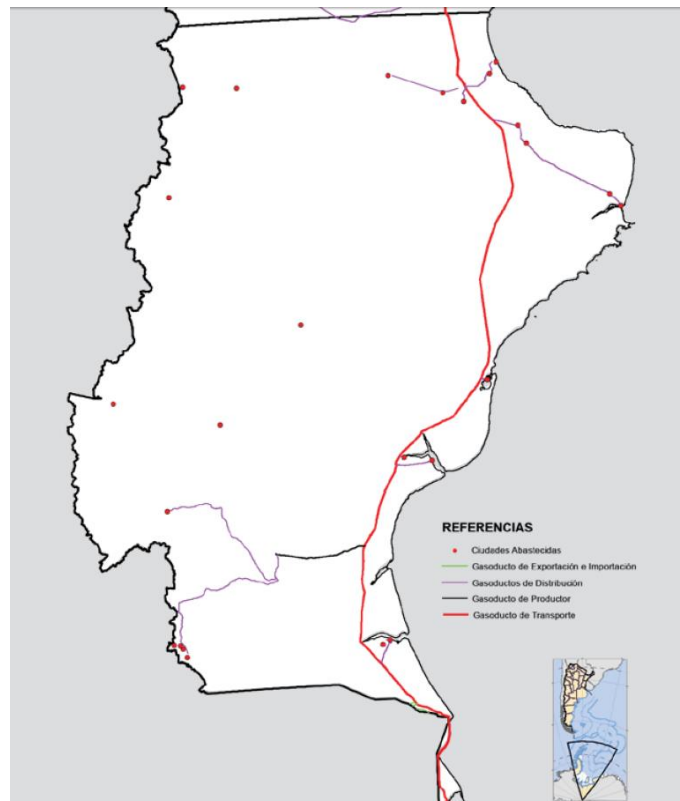 REFERENCIAS
Ciudades Abastecidas
Gasoducto de Exportación e Importación
Gasoductos de Distribución
Gasoducto de Productor
Gasoducto de Transporte